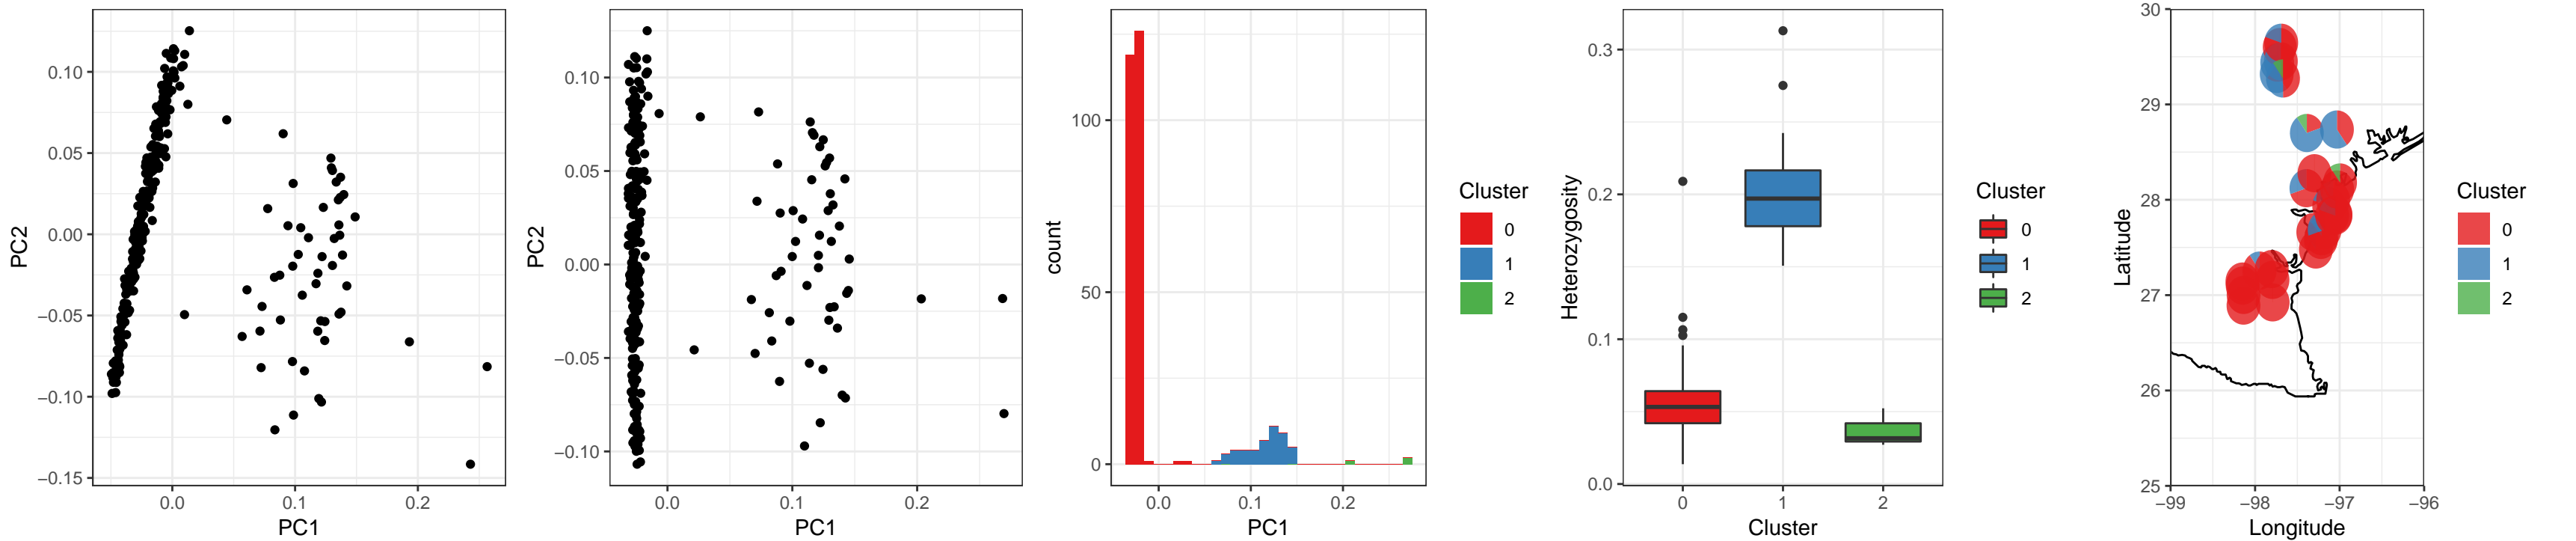 PC2
0.10
0.05
0.00
−0.05
−0.10
−0.15
0.0 0.1 0.2
PC1
PC2
0.10
0.05
0.00
−0.05
−0.10
0.0 0.1 0.2
PC1
count
100
50
0
0.0 0.1 0.2
PC1
Cluster
0
1
2
Heterozygosity
0.3
0.2
0.1
0.0
0 1 2
Cluster
Cluster
0
1
2
Latitude
30
29
28
27
26
25
−99 −98 −97 −96
Longitude
Cluster
0
1
2